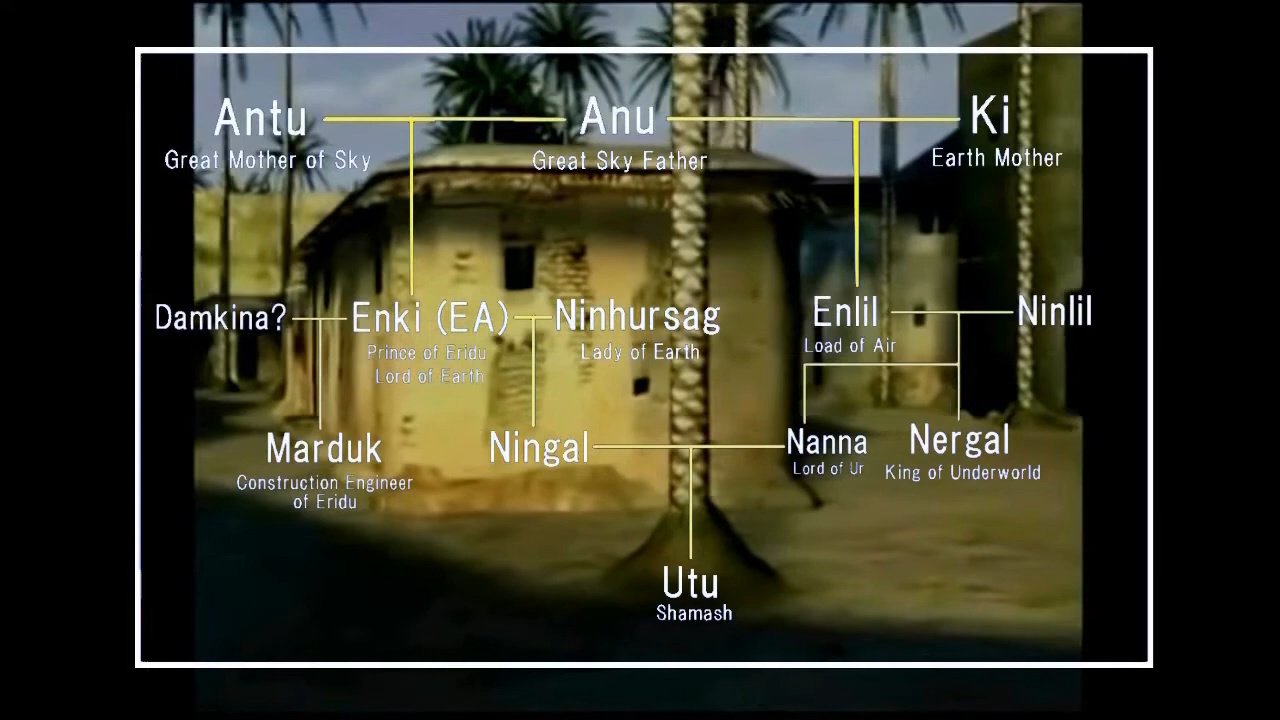 Antu
Anu
Ki
Great Mother of Sky
Great Sky Father
Earth Mother
Damkina?
Enki (EA)
Ninhursag
Enlil
Ninlil
Prince of Eridu
Lord of Earth
Lady of Earth
Load of Air
Marduk
Ningal
Nanna
Nergal
Construction Engineer
of Eridu
Lord of Ur
King of Underworld
Utu
Shamash